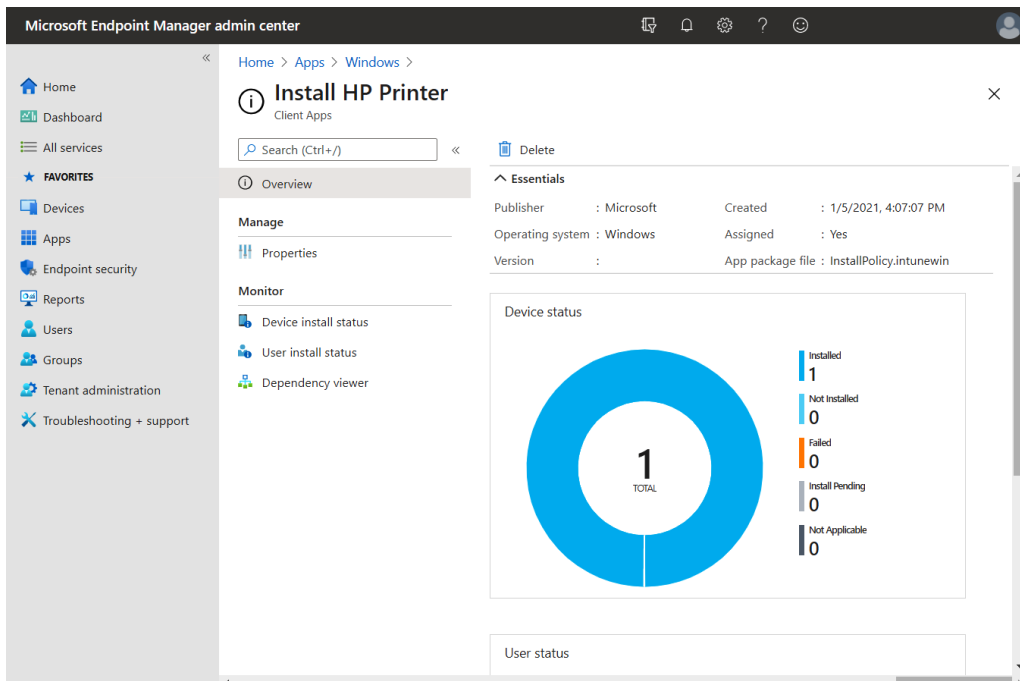 Microsoft Endpoint Manager admin center
«
Home
Dashboard
All services
FAVORITES
Devices
Apps
Endpoint security
Reports
Users
Groups
Tenant administration
Troubleshooting + support
Home > Apps > Windows >
Install HP Printer
Client Apps
Search (Ctrl+/)
«
Overview
Manage
Properties
Monitor
Device install status
User install status
Dependency viewer
Delete
Essentials
Publisher : Microsoft
Created : 1/5/2021, 4:07:07 PM
Operating system : Windows
Assigned : Yes
Version :
App package file : InstallPolicy.intunewin
Device status
1
TOTAL
Installed
1
Not Installed
0
Failed
0
Install Pending
0
Not Applicable
0
User status